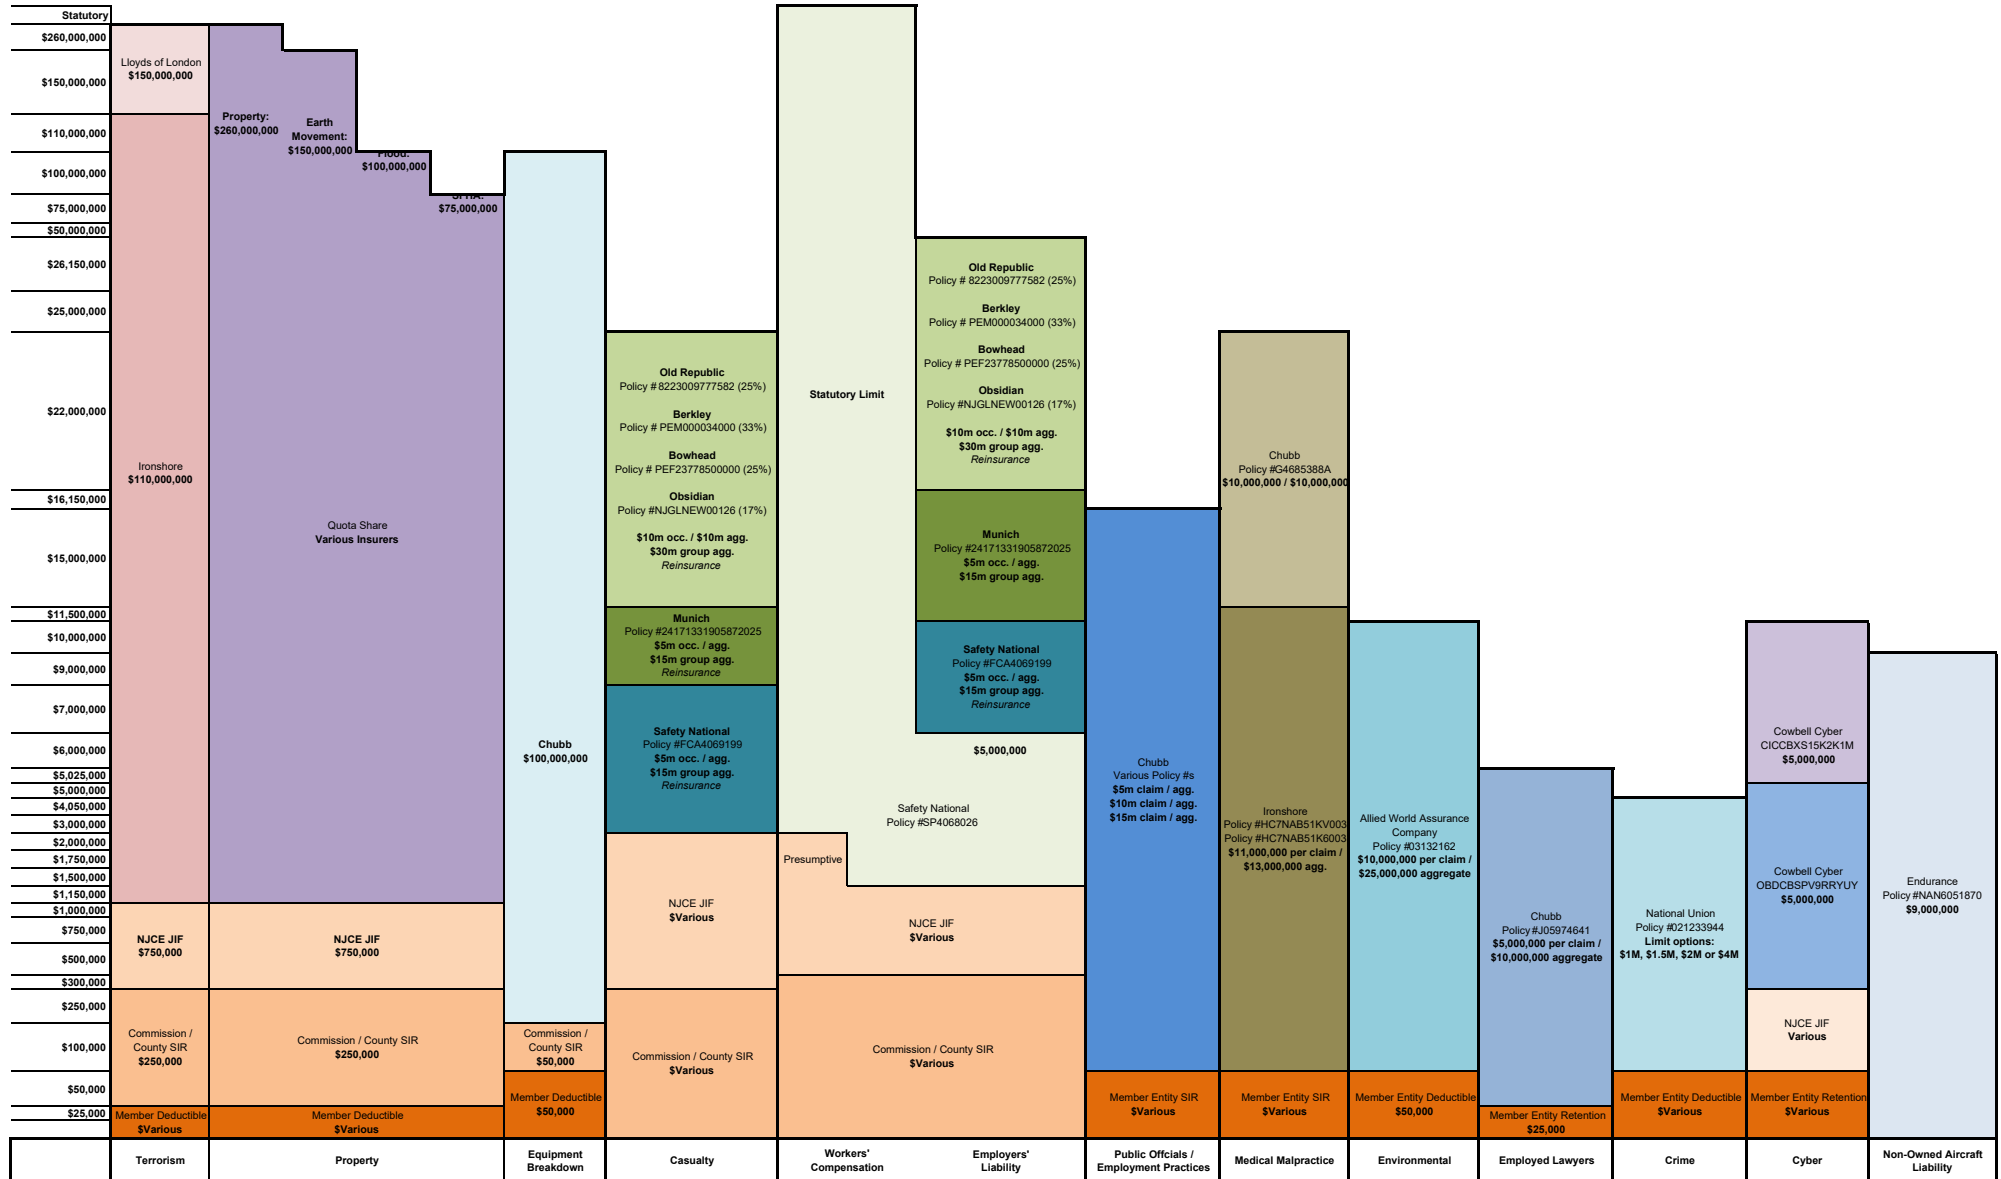 Statutory
$260,000,000
$150,000,000
$110,000,000
$100,000,000
$75,000,000
$50,000,000
$26,150,000
$25,000,000
$22,000,000
$16,150,000
$15,000,000
$11,500,000
$10,000,000
$9,000,000
$7,000,000
$6,000,000
$5,025,000
$5,000,000
$4,050,000
$3,000,000
$2,000,000
$1,750,000
$1,500,000
$1,150,000
$1,000,000
$750,000
$500,000
$300,000
$250,000
$100,000
$50,000
$25,000
Lloyds of London
$150,000,000
Ironshore
$110,000,000
NJCE JIF
$750,000
Commission /
County SIR
$250,000
Member Deductible
$Various
Terrorism
Property:
$260,000,000
Earth
Movement:
$150,000,000
Flood:
$100,000,000
$75,000,000
Quota Share
Various Insurers
NJCE JIF
$750,000
Commission / County SIR
$250,000
Member Deductible
$Various
Property
Chubb
$100,000,000
Commission /
County SIR
$50,000
Member Deductible
$50,000
Equipment
Breakdown
Old Republic
Policy # 8223009777582 (25%)
Berkley
Policy # PEM000034000 (33%)
Bowhead
Policy # PEF23778500000 (25%)
Obsidian
Policy #NJGLNEW00126 (17%)
$10m occ. / $10m agg.
$30m group agg.
Reinsurance
Munich
Policy #24171331905872025
$5m occ. / agg.
$15m group agg.
Reinsurance
Safety National
Policy #FCA4069199
$5m occ. / agg.
$15m group agg.
Reinsurance
NJCE JIF
$Various
Commission / County SIR
$Various
Casualty
Statutory Limit
Safety National
Policy #SP4068026
Presumptive
NJCE JIF
$Various
Commission / County SIR
$Various
Workers'
Compensation
Old Republic
Policy # 8223009777582 (25%)
Berkley
Policy # PEM000034000 (33%)
Bowhead
Policy # PEF23778500000 (25%)
Obsidian
Policy #NJGLNEW00126 (17%)
$10m occ. / $10m agg.
$30m group agg.
Reinsurance
Munich
Policy #24171331905872025
$5m occ. / agg.
$15m group agg.
Safety National
Policy #FCA4069199
$5m occ. / agg.
$15m group agg.
Reinsurance
$5,000,000
Employers'
Liability
Chubb
Various Policy #s
$5m claim / agg.
$10m claim / agg.
$15m claim / agg.
Member Entity SIR
$Various
Public Offcials /
Employment Practices
Chubb
Policy #G4685388A
$10,000,000 / $10,000,000
Ironshore
Policy #HC7NAB51KV003
Policy #HC7NAB51K6003
$11,000,000 per claim /
$13,000,000 agg.
Member Entity SIR
$Various
Medical Malpractice
Allied World Assurance
Company
Policy #03132162
$10,000,000 per claim /
$25,000,000 aggregate
Member Entity Deductible
$50,000
Environmental
Chubb
Policy #J05974641
$5,000,000 per claim /
$10,000,000 aggregate
Member Entity Retention
$25,000
Employed Lawyers
National Union
Policy #021233944
Limit options:
$1M, $1.5M, $2M or $4M
Member Entity Deductible
$Various
Crime
Cowbell Cyber
CICCBXS15K2K1M
$5,000,000
Cowbell Cyber
OBDCBSPV9RRYUY
$5,000,000
NJCE JIF
Various
Member Entity Retention
$Various
Cyber
Endurance
Policy #NAN6051870
$9,000,000
Non-Owned Aircraft
Liability